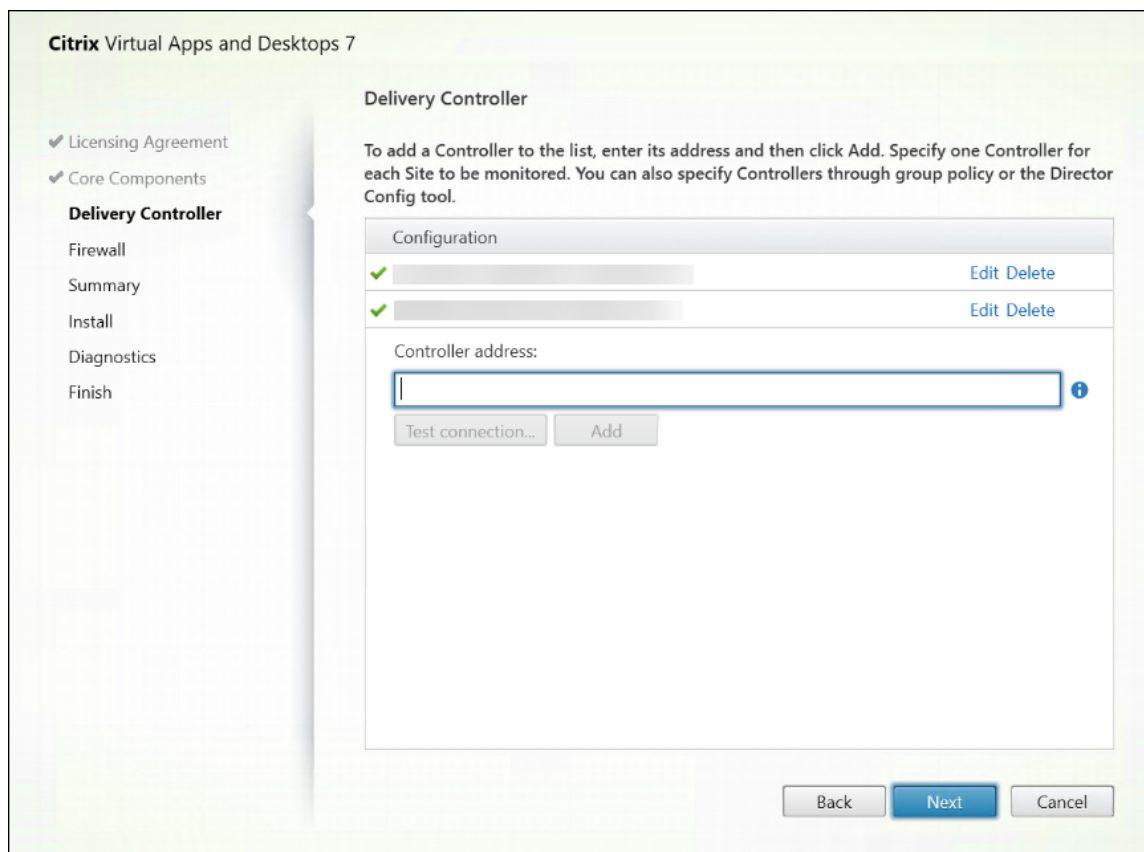 Citrix Virtual Apps and Desktops 7
Licensing Agreement
Core Components
Delivery Controller
Firewall
Summary
Install
Diagnostics
Finish
Delivery Controller
To add a Controller to the list, enter its address and then click Add. Specify one Controller for
each Site to be monitored. You can also specify Controllers through group policy or the Director
Config tool.
Configuration
Edit Delete
Edit Delete
Controller address:
Test connection... Add
Back Next Cancel